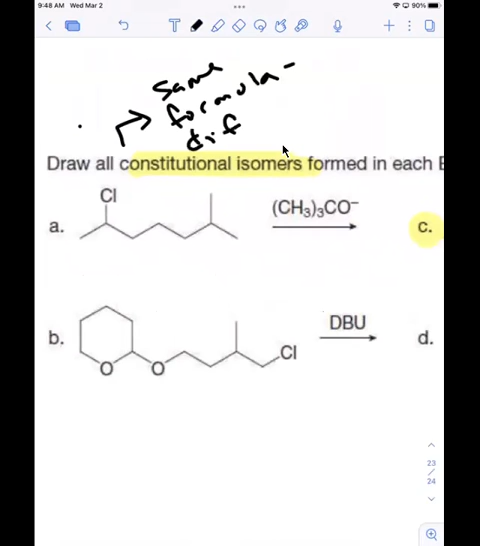 9:48 AM Wed Mar 2
90%
same
formula-
dif
Draw all constitutional isomers formed in each E
Cl
(CH₃)₃CO⁻
a.
c.
DBU
b.
d.
Cl
O
O
23
/
24